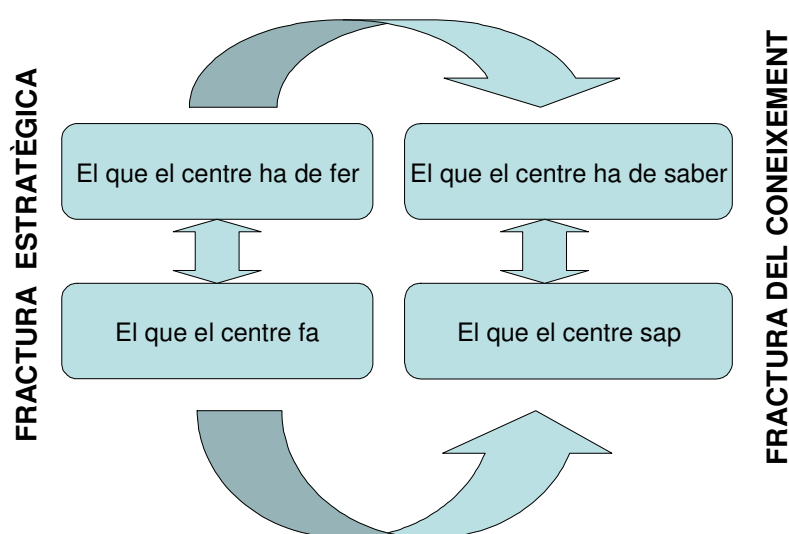 FRACTURA ESTRATÈGICA
El que el centre ha de fer
El que el centre ha de saber
El que el centre fa
El que el centre sap
FRACTURA DEL CONEIXEMENT